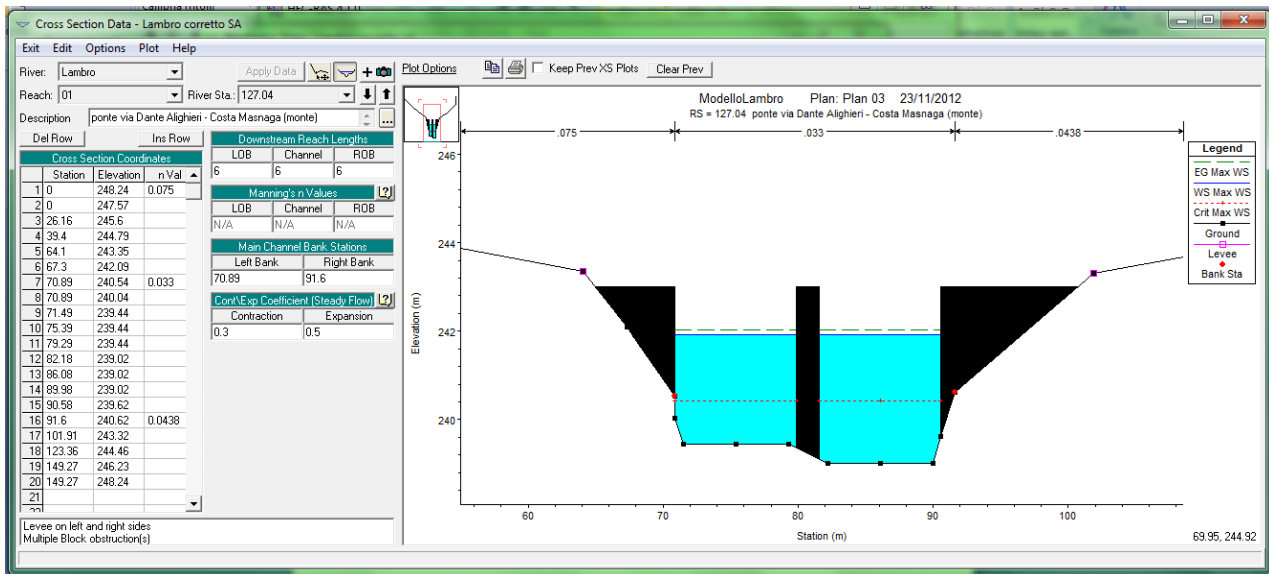 Cross Section Data - Lambro corretto SA
Exit Edit Options Plot Help
River: Lambro
Apply Data
Plot Options
Keep Prev XS Plots
Clear Prev
Reach: 01
River Sta.: 127.04
Description
ponte via Dante Alighieri - Costa Masnaga (monte)
...
Del Row
Ins Row
Cross Section Coordinates
Station Elevation n Val
1 0 248.24 0.075
2 0 247.57
3 26.16 245.6
4 39.4 244.79
5 64.1 243.35
6 67.3 242.09
7 70.89 240.54 0.033
8 70.89 240.04
9 71.49 239.44
10 75.39 239.44
11 79.29 239.44
12 82.18 239.02
13 86.08 239.02
14 89.98 239.02
15 90.58 239.62
16 91.6 240.62 0.0438
17 101.91 243.32
18 123.36 244.46
19 149.27 246.23
20 149.27 248.24
21
Downstream Reach Lengths
LOB Channel ROB
6 6 6
Manning's n Values
LOB Channel ROB
N/A N/A N/A
Main Channel Bank Stations
Left Bank Right Bank
70.89 91.6
Cont\Exp Coefficient (Steady Flow)
Contraction Expansion
0.3 0.5
Levee on left and right sides
Multiple Block obstruction(s)
ModelloLambro Plan: Plan 03 23/11/2012
RS = 127.04 ponte via Dante Alighieri - Costa Masnaga (monte)
.075 .033 .0438
246
244
242
240
Elevation (m)
60 70 80 90 100
Station (m)
Legend
EG Max WS
WS Max WS
Crit Max WS
Ground
Levee
Bank Sta
69.95, 244.92